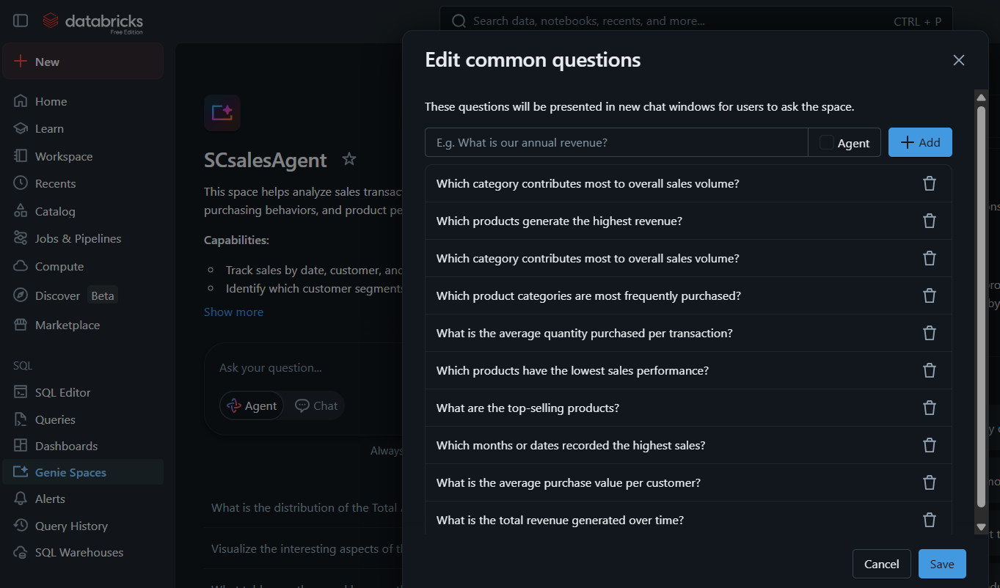 databricks
Free Edition
Search data, notebooks, recents, and more...
CTRL + P
New
Home
Learn
Workspace
Recents
Catalog
Jobs & Pipelines
Compute
Discover Beta
Marketplace
SQL
SQL Editor
Queries
Dashboards
Genie Spaces
Alerts
Query History
SQL Warehouses
SCsalesAgent
This space helps analyze sales transac
purchasing behaviors, and product pe
Capabilities:
Track sales by date, customer, and
Identify which customer segments
Show more
Ask your question...
Agent Chat
Always
What is the distribution of the Total
Visualize the interesting aspects of
Edit common questions
These questions will be presented in new chat windows for users to ask the space.
E.g. What is our annual revenue?
Agent
Add
Which category contributes most to overall sales volume?
Which products generate the highest revenue?
Which category contributes most to overall sales volume?
Which product categories are most frequently purchased?
What is the average quantity purchased per transaction?
Which products have the lowest sales performance?
What are the top-selling products?
Which months or dates recorded the highest sales?
What is the average purchase value per customer?
What is the total revenue generated over time?
Cancel
Save